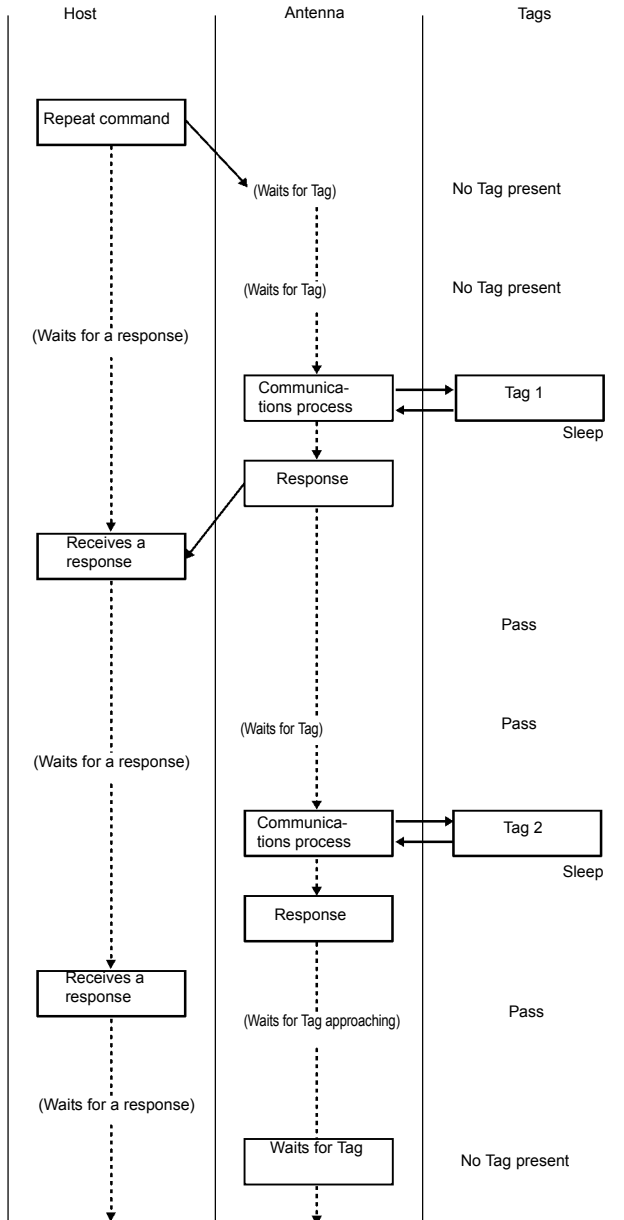 Host
Antenna
Tags
Repeat command
(Waits for Tag)
No Tag present
(Waits for Tag)
No Tag present
(Waits for a response)
Communica-
tions process
Tag 1
Sleep
Response
Receives a
response
Pass
(Waits for Tag)
Pass
(Waits for a response)
Communica-
tions process
Tag 2
Sleep
Response
Receives a
response
(Waits for Tag approaching)
Pass
(Waits for a response)
Waits for Tag
No Tag present